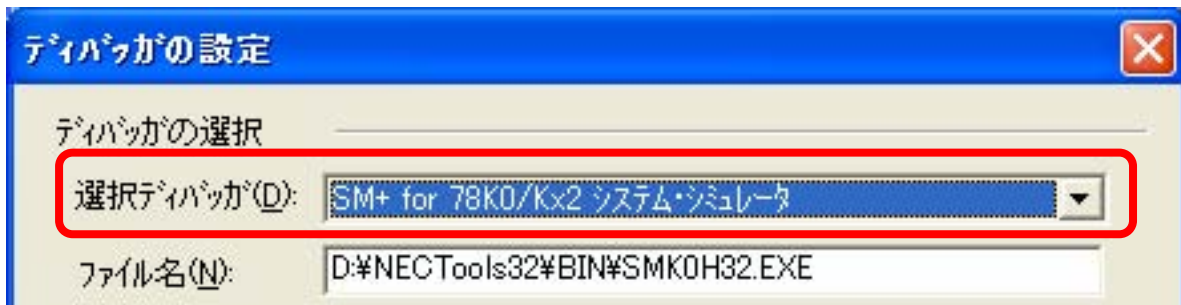 ディバッガの設定
ディバッガの選択
選択ディバッガ(D): SM+ for 78K0/Kx2 システム・シミュレータ
ファイル名(N): D:¥NECTools32¥BIN¥SMK0H32.EXE